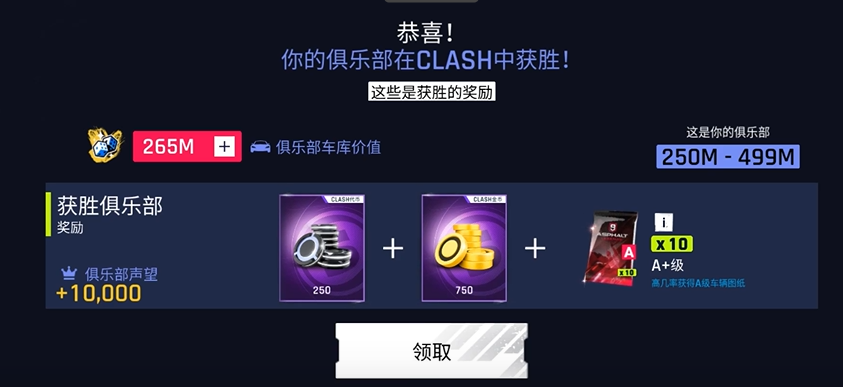 恭喜！
你的俱乐部在CLASH中获胜！
这些是获胜的奖励
265M +
俱乐部车库价值
这是你的俱乐部
250M - 499M
获胜俱乐部
奖励
俱乐部声望
+10,000
CLASH代币
250
+
CLASH金币
750
+
ASPHALT
A
x10
i
x10
A+级
高几率获得A级车辆图纸
领取